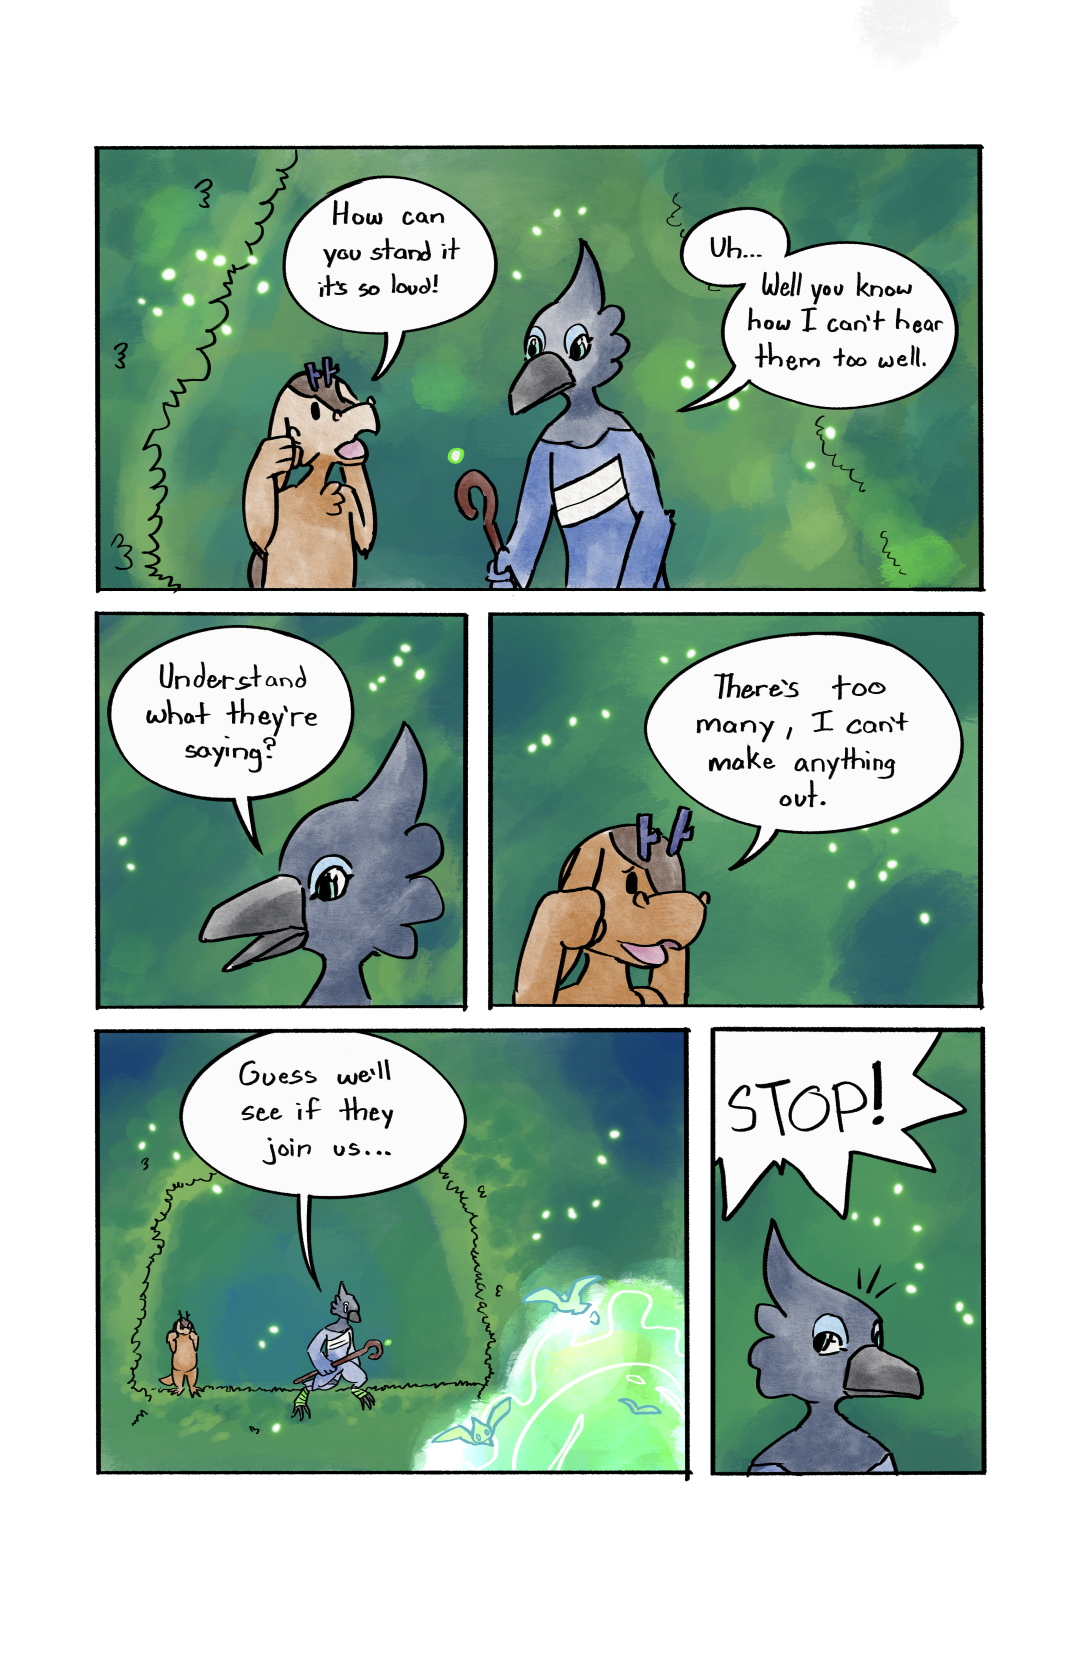 How can
you stand it
it's so loud!
Uh...
Well you know
how I can't hear
them too well.
Understand
what they're
saying?
There's too
many, I can't
make anything
out.
Guess we'll
see if they
join us...
STOP!